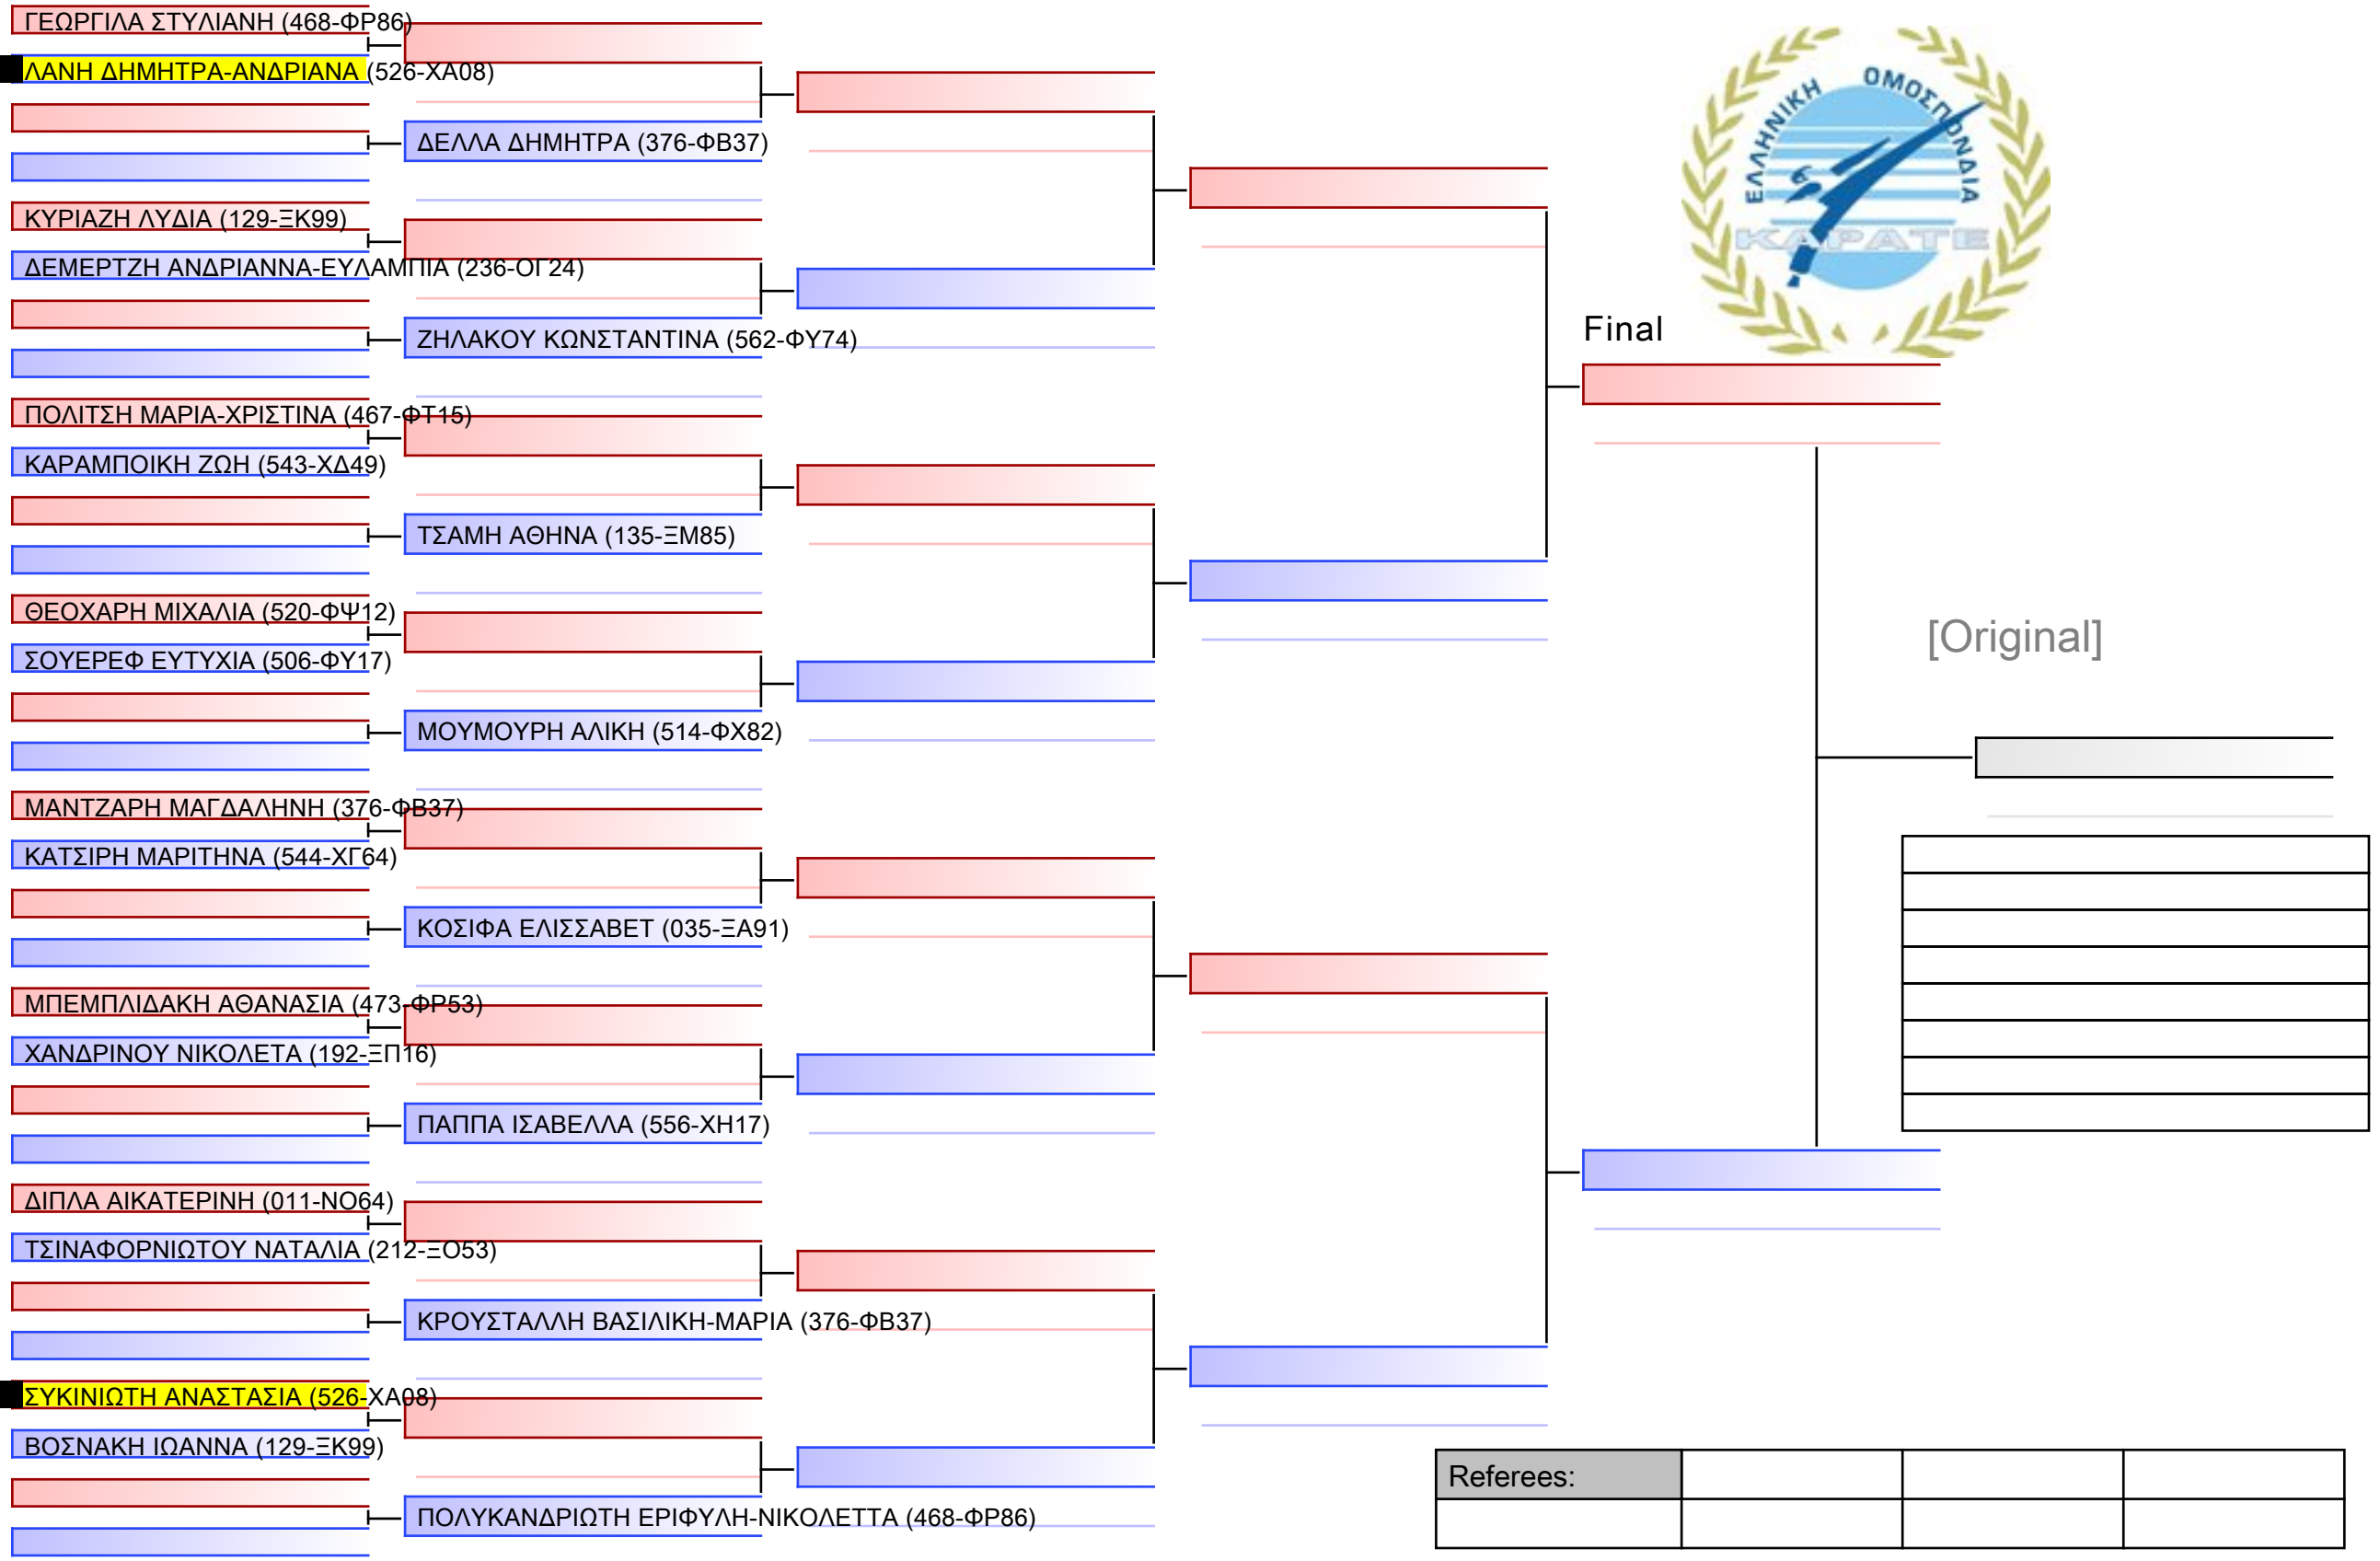 ΓΕΩΡΓΙΛΑ ΣΤΥΛΙΑΝΗ (468-ΦΡ86)
ΛΑΝΗ ΔΗΜΗΤΡΑ-ΑΝΔΡΙΑΝΑ (526-ΧΑ08)
ΔΕΛΛΑ ΔΗΜΗΤΡΑ (376-ΦΒ37)
ΚΥΡΙΑΖΗ ΛΥΔΙΑ (129-ΞΚ99)
ΔΕΜΕΡΤΖΗ ΑΝΔΡΙΑΝΝΑ-ΕΥΛΑΜΠΙΑ (236-ΟΓ24)
ΖΗΛΑΚΟΥ ΚΩΝΣΤΑΝΤΙΝΑ (562-ΦΥ74)
ΠΟΛΙΤΣΗ ΜΑΡΙΑ-ΧΡΙΣΤΙΝΑ (467-ΦΤ15)
ΚΑΡΑΜΠΟΙΚΗ ΖΩΗ (543-ΧΔ49)
ΤΣΑΜΗ ΑΘΗΝΑ (135-ΞΜ85)
ΘΕΟΧΑΡΗ ΜΙΧΑΛΙΑ (520-ΦΨ12)
ΣΟΥΕΡΕΦ ΕΥΤΥΧΙΑ (506-ΦΥ17)
ΜΟΥΜΟΥΡΗ ΑΛΙΚΗ (514-ΦΧ82)
ΜΑΝΤΖΑΡΗ ΜΑΓΔΑΛΗΝΗ (376-ΦΒ37)
ΚΑΤΣΙΡΗ ΜΑΡΙΤΗΝΑ (544-ΧΓ64)
ΚΟΣΙΦΑ ΕΛΙΣΣΑΒΕΤ (035-ΞΑ91)
ΜΠΕΜΠΛΙΔΑΚΗ ΑΘΑΝΑΣΙΑ (473-ΦΡ53)
ΧΑΝΔΡΙΝΟΥ ΝΙΚΟΛΕΤΑ (192-ΞΠ16)
ΠΑΠΠΑ ΙΣΑΒΕΛΛΑ (556-ΧΗ17)
ΔΙΠΛΑ ΑΙΚΑΤΕΡΙΝΗ (011-ΝΟ64)
ΤΣΙΝΑΦΟΡΝΙΩΤΟΥ ΝΑΤΑΛΙΑ (212-ΞΟ53)
ΚΡΟΥΣΤΑΛΛΗ ΒΑΣΙΛΙΚΗ-ΜΑΡΙΑ (376-ΦΒ37)
ΣΥΚΙΝΙΩΤΗ ΑΝΑΣΤΑΣΙΑ (526-ΧΑ08)
ΒΟΣΝΑΚΗ ΙΩΑΝΝΑ (129-ΞΚ99)
ΠΟΛΥΚΑΝΔΡΙΩΤΗ ΕΡΙΦΥΛΗ-ΝΙΚΟΛΕΤΤΑ (468-ΦΡ86)
ΕΛΛΗΝΙΚΗ ΟΜΟΣΠΟΝΔΙΑ
ΚΑΡΑΤΕ
Final
[Original]
Referees: